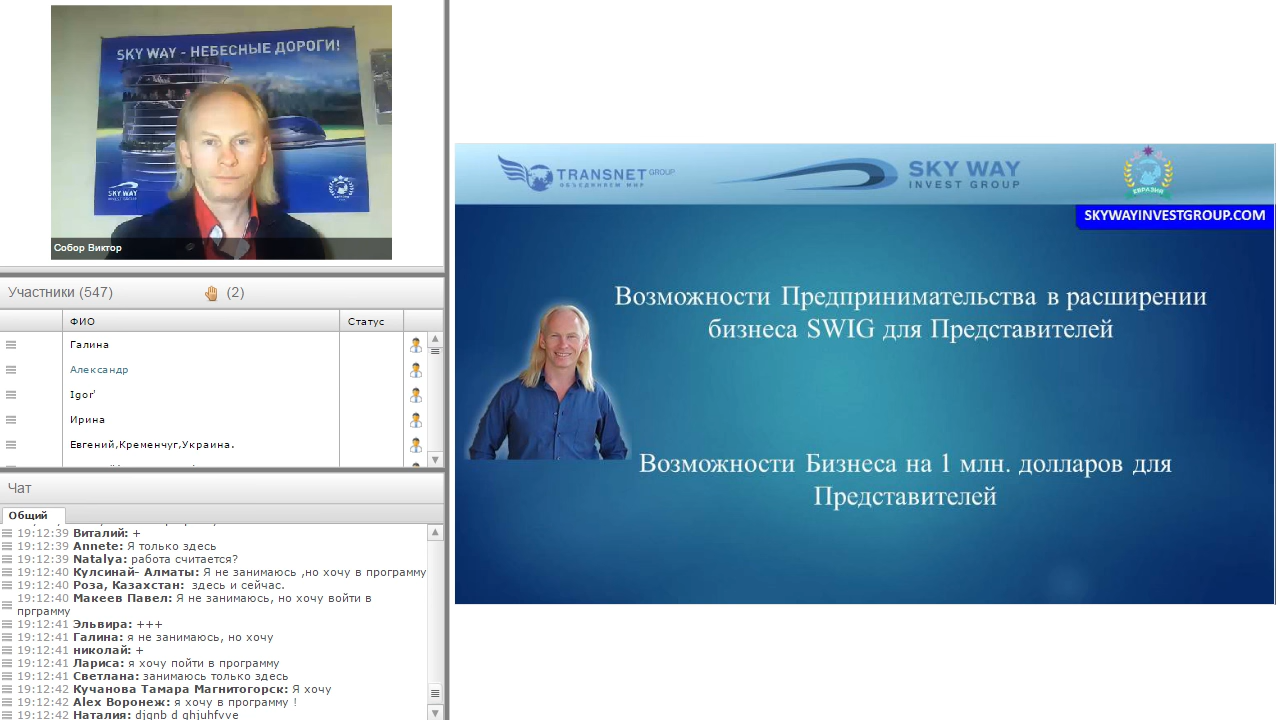 SKY WAY - НЕБЕСНЫЕ ДОРОГИ!
SKY WAY
INVEST GROUP
Собор Виктор
Участники (547)
(2)
ФИО
Статус
Галина
Александр
Igor'
Ирина
Евгений,Кременчуг,Украина.
Чат
Общий
19:12:39 Виталий: +
19:12:39 Annete: Я только здесь
19:12:39 Natalya: работа считается?
19:12:40 Кулсинай- Алматы: Я не занимаюсь ,но хочу в программу
19:12:40 Роза, Казахстан: здесь и сейчас.
19:12:40 Макеев Павел: Я не занимаюсь, но хочу войти в
прграмму
19:12:41 Эльвира: +++
19:12:41 Галина: я не занимаюсь, но хочу
19:12:41 николай: +
19:12:41 Лариса: я хочу пойти в программу
19:12:41 Светлана: занимаюсь только здесь
19:12:42 Кучанова Тамара Магнитогорск: Я хочу
19:12:42 Alex Воронеж: я хочу в программу !
19:12:42 Наталия: djqnb d ghjuhfvve
TRANSNET GROUP
ОБЪЕДИНЯЕМ МИР
SKY WAY
INVEST GROUP
ЕВРАЗИЯ
SKYWAYINVESTGROUP.COM
Возможности Предпринимательства в расширении
бизнеса SWIG для Представителей
Возможности Бизнеса на 1 млн. долларов для
Представителей